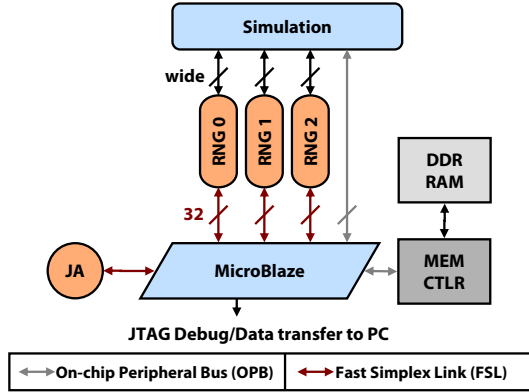 Simulation
wide
RNG 0
RNG 1
RNG 2
DDR
RAM
32
JA
MicroBlaze
MEM
CTLR
JTAG Debug/Data transfer to PC
On-chip Peripheral Bus (OPB)
Fast Simplex Link (FSL)